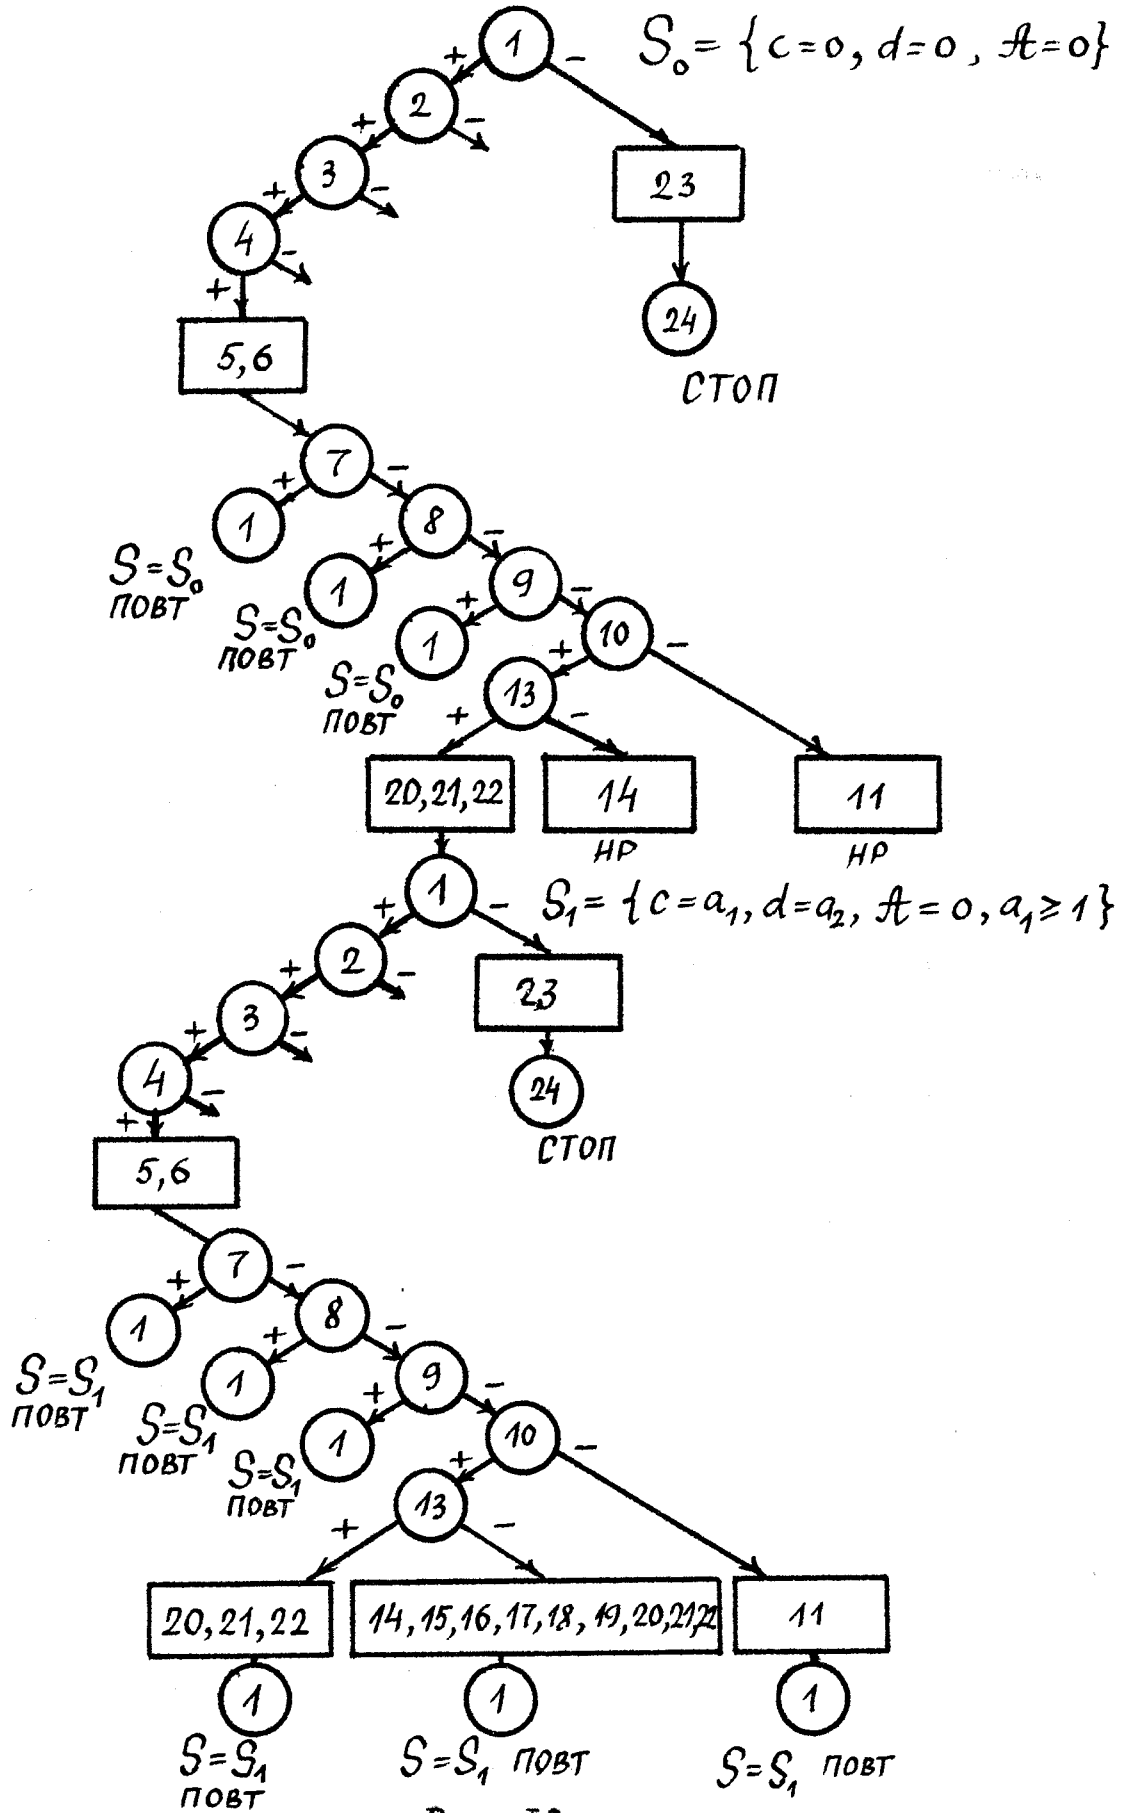 1 S₀ = { c=0, d=0, 𝒜=0}
+ −
2
+ −
3
23
+ −
4
+ −
24
5,6
СТОП
7
+ −
1
8
S=S₀
ПОВТ
+ −
1
9
S=S₀
ПОВТ
+ −
1
10
S=S₀
ПОВТ
+ −
13
+ −
20,21,22
14
11
НР
НР
1
S₁ = { c=a₁, d=a₂, 𝒜=0, a₁≥1}
+ −
2
+ −
23
3
+ −
4
+ −
24
СТОП
5,6
7
+ −
1
8
S=S₁
ПОВТ
+ −
1
9
S=S₁
ПОВТ
+ −
1
10
S=S₁
ПОВТ
+ −
13
+ −
20,21,22
14,15,16,17,18,19,20,21,22
11
1
1
1
S=S₁
ПОВТ
S=S₁ ПОВТ
S=S₁ ПОВТ